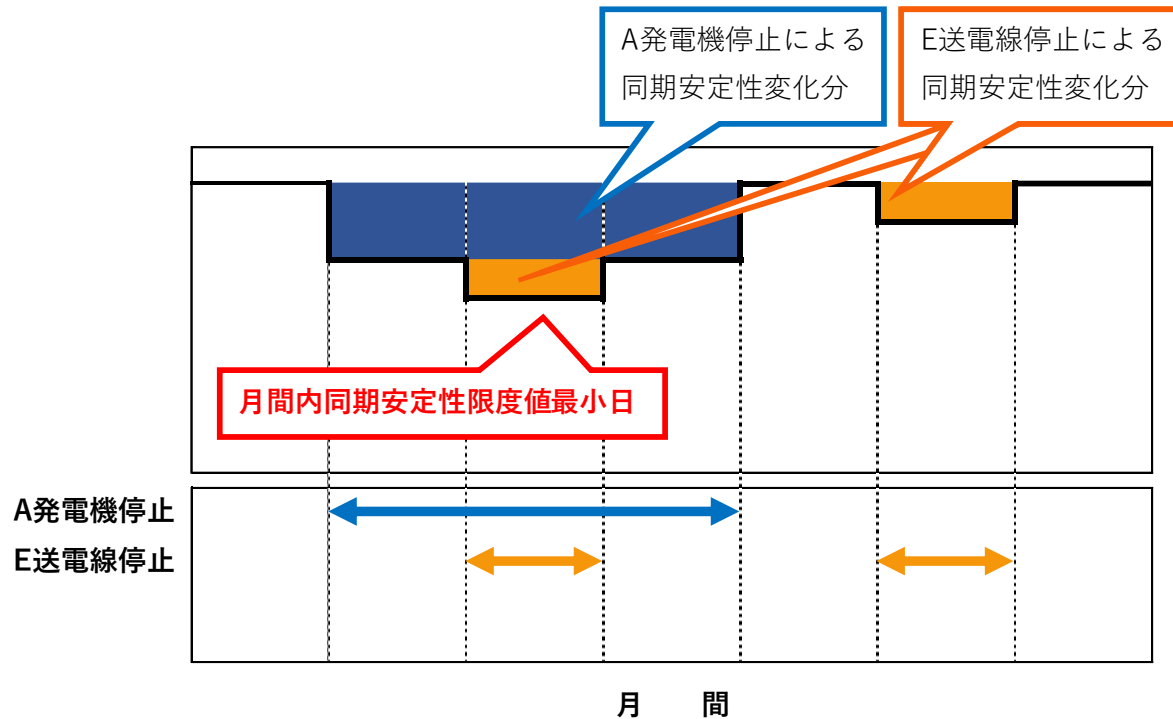 A発電機停止による
同期安定性変化分
E送電線停止による
同期安定性変化分
月間内同期安定性限度値最小日
A発電機停止
E送電線停止
月 間